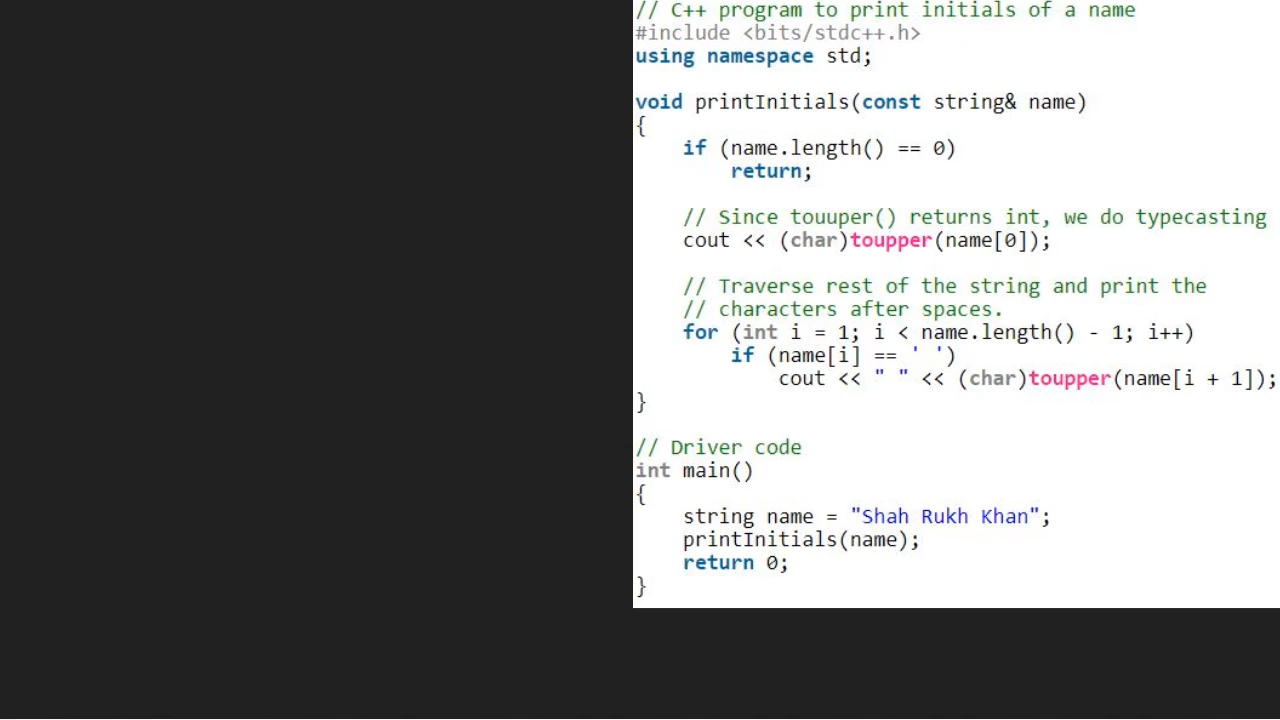 // C++ program to print initials of a name
#include <bits/stdc++.h>
using namespace std;
void printInitials(const string& name)
{
if (name.length() == 0)
return;
// Since touuper() returns int, we do typecasting
cout << (char)toupper(name[0]);
// Traverse rest of the string and print the
// characters after spaces.
for (int i = 1; i < name.length() - 1; i++)
if (name[i] == ' ')
cout << " " << (char)toupper(name[i + 1]);
}
// Driver code
int main()
{
string name = "Shah Rukh Khan";
printInitials(name);
return 0;
}